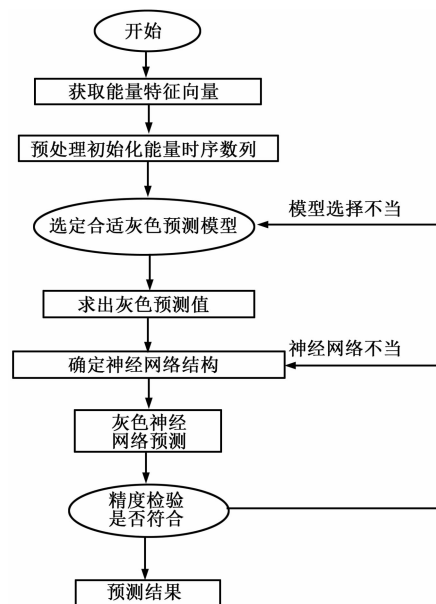 开始
获取能量特征向量
预处理初始化能量时序数列
选定合适灰色预测模型
模型选择不当
求出灰色预测值
确定神经网络结构
神经网络不当
灰色神经
网络预测
精度检验
是否符合
预测结果